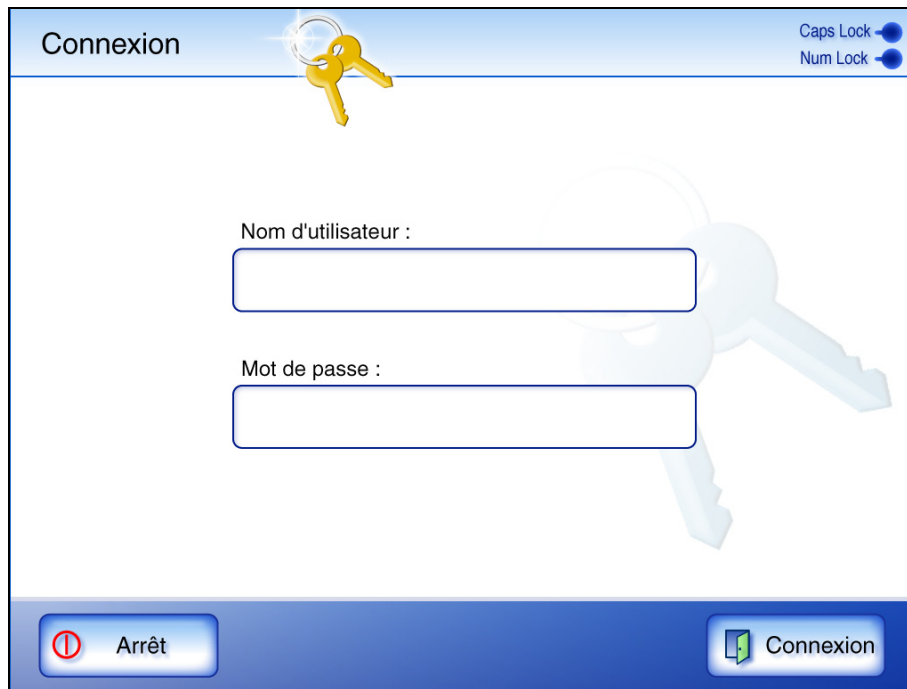 Connexion
Caps Lock
Num Lock
Nom d'utilisateur :
Mot de passe :
Arrêt
Connexion